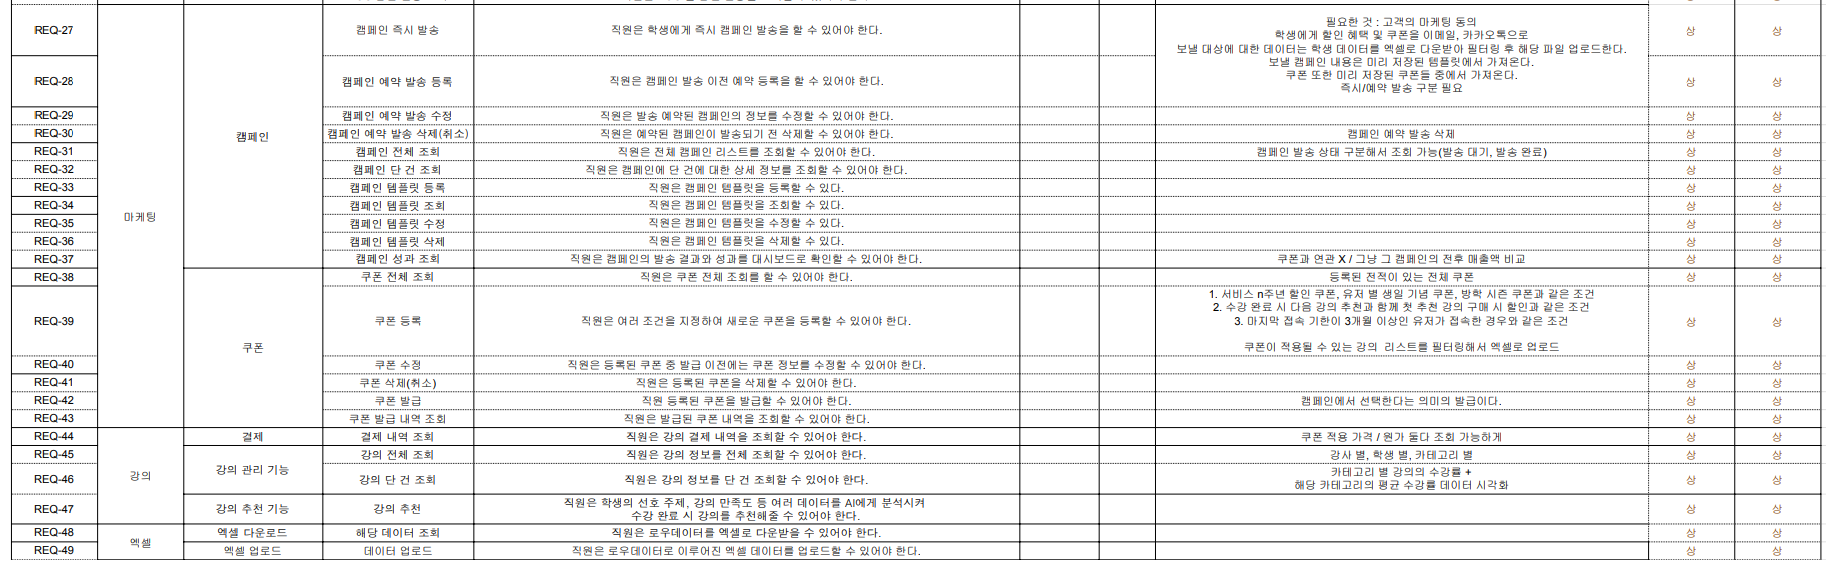 REQ-27 캠페인 즉시 발송 직원은 학생에게 즉시 캠페인 발송을 할 수 있어야 한다. 상 상
필요한 것 : 고객의 마케팅 동의
학생에게 할인 혜택 및 쿠폰을 이메일, 카카오톡으로
보낼 대상에 대한 데이터는 학생 데이터를 엑셀로 다운받아 필터링 후 해당 파일 업로드한다.
보낼 캠페인 내용은 미리 저장된 템플릿에서 가져온다.
쿠폰 또한 미리 저장된 쿠폰들 중에서 가져온다.
즉시/예약 발송 구분 필요
REQ-28 캠페인 예약 발송 등록 직원은 캠페인 발송 이전 예약 등록을 할 수 있어야 한다. 상 상
REQ-29 캠페인 예약 발송 수정 직원은 발송 예약된 캠페인의 정보를 수정할 수 있어야 한다. 상 상
REQ-30 캠페인 캠페인 예약 발송 삭제(취소) 직원은 예약된 캠페인이 발송되기 전 삭제할 수 있어야 한다. 캠페인 예약 발송 삭제 상 상
REQ-31 캠페인 전체 조회 직원은 전체 캠페인 리스트를 조회할 수 있어야 한다. 캠페인 발송 상태 구분해서 조회 가능(발송 대기, 발송 완료) 상 상
REQ-32 캠페인 단 건 조회 직원은 캠페인에 단 건에 대한 상세 정보를 조회할 수 있어야 한다. 상 상
REQ-33 캠페인 템플릿 등록 직원은 캠페인 템플릿을 등록할 수 있다. 상 상
REQ-34 캠페인 템플릿 조회 직원은 캠페인 템플릿을 조회할 수 있다. 상 상
마케팅
REQ-35 캠페인 템플릿 수정 직원은 캠페인 템플릿을 수정할 수 있다. 상 상
REQ-36 캠페인 템플릿 삭제 직원은 캠페인 템플릿을 삭제할 수 있다. 상 상
REQ-37 캠페인 성과 조회 직원은 캠페인의 발송 결과와 성과를 대시보드로 확인할 수 있어야 한다. 쿠폰과 연관 X / 그냥 그 캠페인의 전후 매출액 비교 상 상
REQ-38 쿠폰 전체 조회 직원은 쿠폰 전체 조회를 할 수 있어야 한다. 등록된 전적이 있는 전체 쿠폰 상 상
REQ-39 쿠폰 등록 직원은 여러 조건을 지정하여 새로운 쿠폰을 등록할 수 있어야 한다. 상 상
1. 서비스 n주년 할인 쿠폰, 유저 별 생일 기념 쿠폰, 방학 시즌 쿠폰과 같은 조건
2. 수강 완료 시 다음 강의 추천과 함께 첫 추천 강의 구매 시 할인과 같은 조건
3. 마지막 접속 기한이 3개월 이상인 유저가 접속한 경우와 같은 조건
쿠폰이 적용될 수 있는 강의 리스트를 필터링해서 엑셀로 업로드
쿠폰
REQ-40 쿠폰 수정 직원은 등록된 쿠폰 중 발급 이전에는 쿠폰 정보를 수정할 수 있어야 한다. 상 상
REQ-41 쿠폰 삭제(취소) 직원은 등록된 쿠폰을 삭제할 수 있어야 한다. 상 상
REQ-42 쿠폰 발급 직원 등록된 쿠폰을 발급할 수 있어야 한다. 캠페인에서 선택한다는 의미의 발급이다. 상 상
REQ-43 쿠폰 발급 내역 조회 직원은 발급된 쿠폰 내역을 조회할 수 있어야 한다. 상 상
REQ-44 결제 결제 내역 조회 직원은 강의 결제 내역을 조회할 수 있어야 한다. 쿠폰 적용 가격 / 원가 둘다 조회 가능하게 상 상
REQ-45 강의 전체 조회 직원은 강의 정보를 전체 조회할 수 있어야 한다. 강사 별, 학생 별, 카테고리 별 상 상
강의 강의 관리 기능
REQ-46 강의 단 건 조회 직원은 강의 정보를 단 건 조회할 수 있어야 한다. 상 상
카테고리 별 강의의 수강률 +
해당 카테고리의 평균 수강률 데이터 시각화
REQ-47 강의 추천 기능 강의 추천 상 상
직원은 학생의 선호 주제, 강의 만족도 등 여러 데이터를 AI에게 분석시켜
수강 완료 시 강의를 추천해줄 수 있어야 한다.
REQ-48 엑셀 다운로드 해당 데이터 조회 직원은 로우데이터를 엑셀로 다운받을 수 있어야 한다. 상 상
엑셀
REQ-49 엑셀 업로드 데이터 업로드 직원은 로우데이터로 이루어진 엑셀 데이터를 업로드할 수 있어야 한다. 상 상